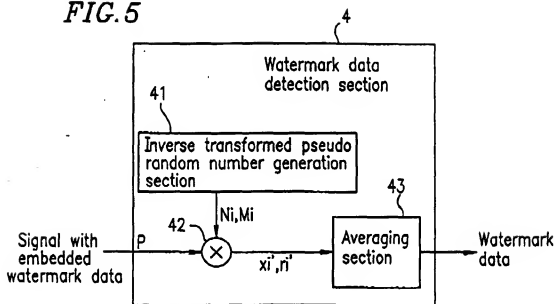 FIG. 5
4
Watermark data
detection section
41
Inverse transformed pseudo
random number generation
section
Ni,Mi
42
43
Signal with
embedded
watermark data
P
×
xi',ri'
Averaging
section
Watermark
data